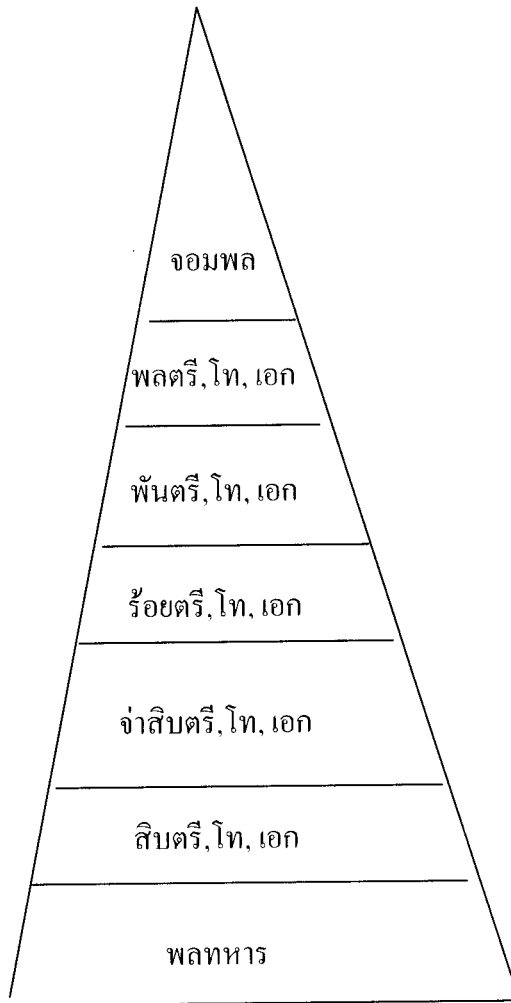 จอมพล
พลตรี,โท, เอก
พันตรี,โท, เอก
ร้อยตรี,โท, เอก
จ่าสิบตรี,โท, เอก
สิบตรี,โท, เอก
พลทหาร